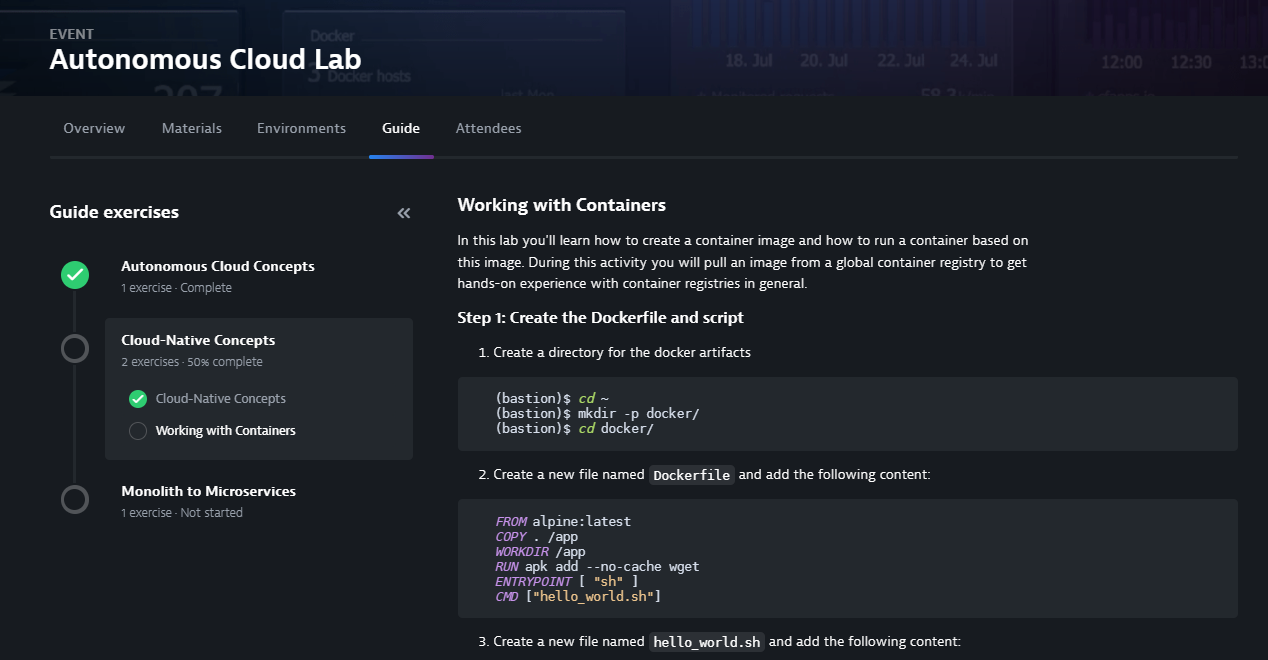 EVENT
Autonomous Cloud Lab
Docker
3 Docker hosts
18. Jul 20. Jul 22. Jul 24. Jul
12:00 12:30
Overview Materials Environments Guide Attendees
Guide exercises
Autonomous Cloud Concepts
1 exercise · Complete
Cloud-Native Concepts
2 exercises · 50% complete
Cloud-Native Concepts
Working with Containers
Monolith to Microservices
1 exercise · Not started
Working with Containers
In this lab you'll learn how to create a container image and how to run a container based on
this image. During this activity you will pull an image from a global container registry to get
hands-on experience with container registries in general.
Step 1: Create the Dockerfile and script
1. Create a directory for the docker artifacts
(bastion)$ cd ~
(bastion)$ mkdir -p docker/
(bastion)$ cd docker/
2. Create a new file named Dockerfile and add the following content:
FROM alpine:latest
COPY . /app
WORKDIR /app
RUN apk add --no-cache wget
ENTRYPOINT [ "sh" ]
CMD ["hello_world.sh"]
3. Create a new file named hello_world.sh and add the following content: